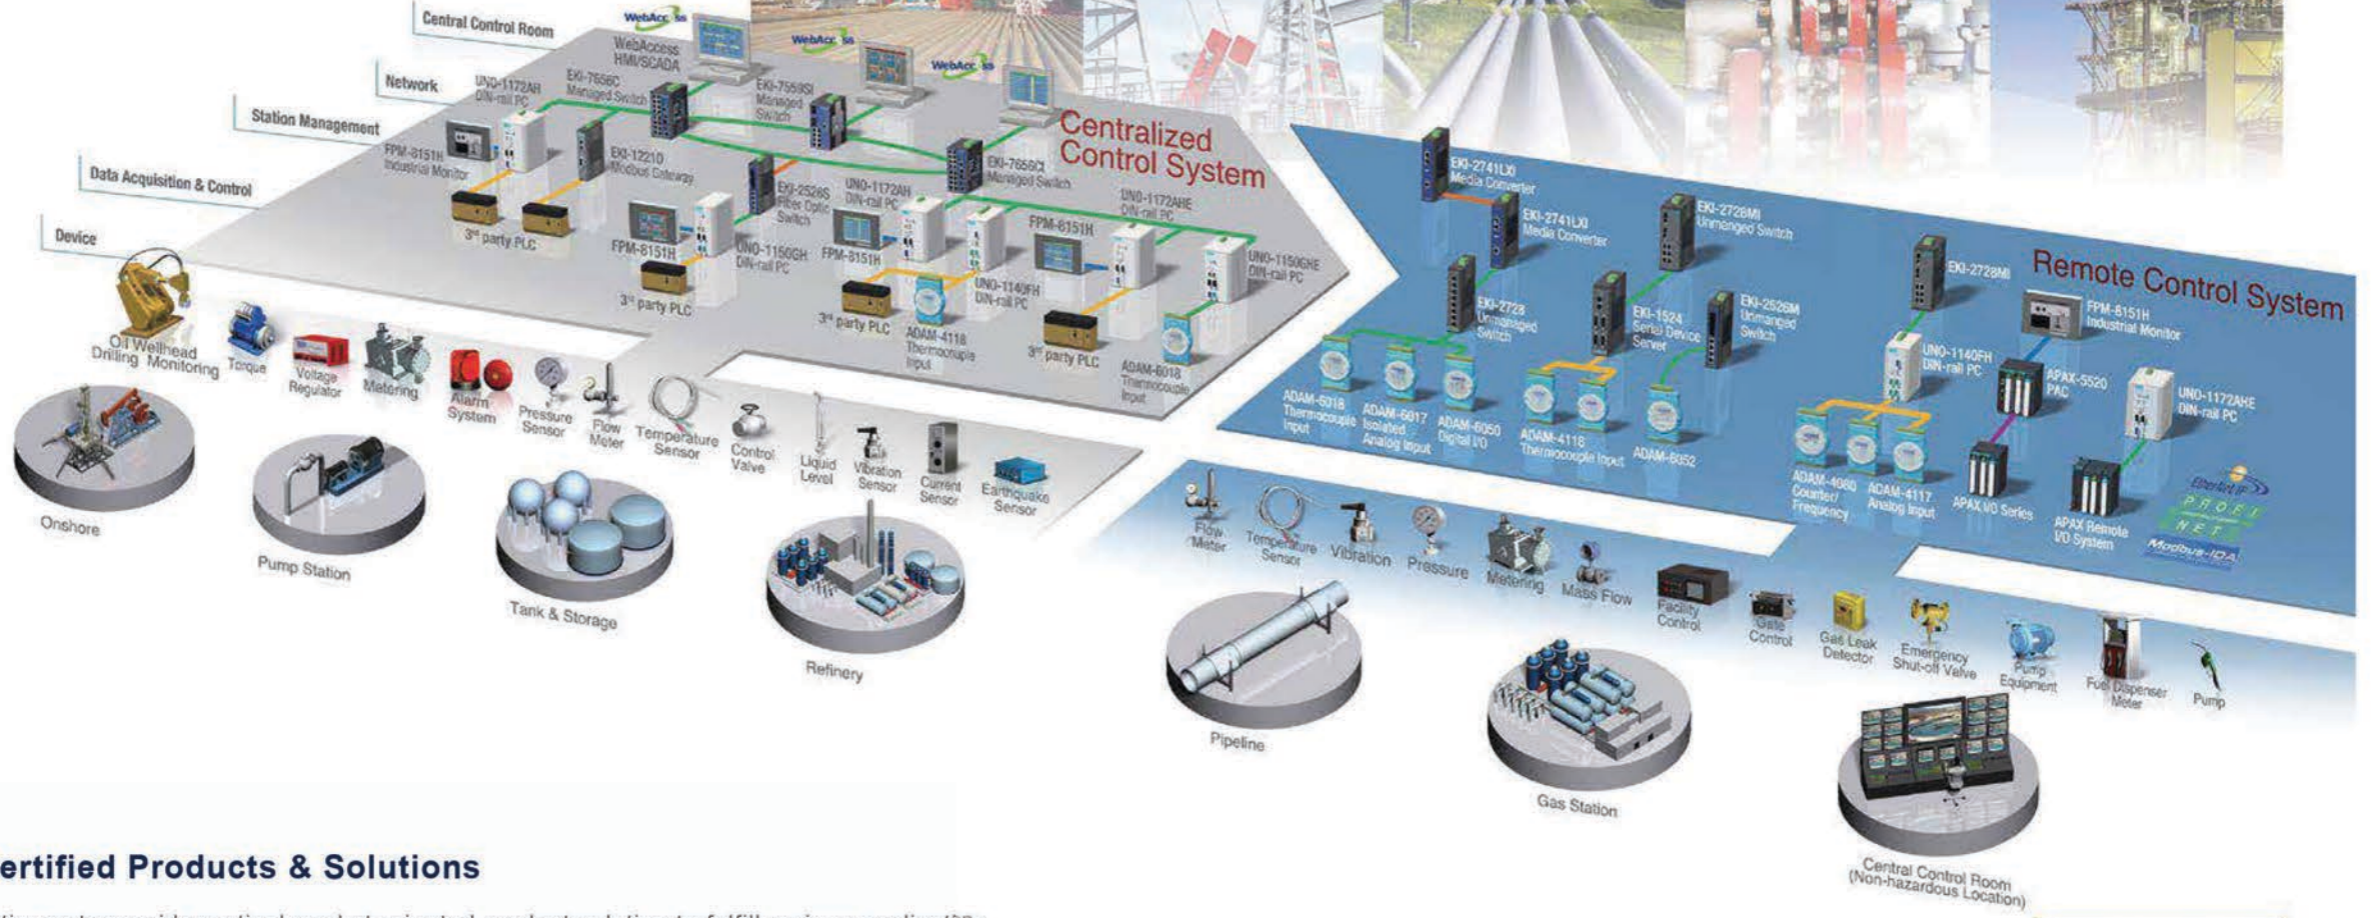 Central Control Room
Network
Station Management
Data Acquisition & Control
Device
WebAcc ss
WebAccess
HMI/SCADA
WebAcc ss
WebAcc ss
UNO-1172AH
DIN-rail PC
EKI-7656C
Managed Switch
EKI-7559SI
Managed
Switch
FPM-8151H
Industrial Monitor
EKI-1221D
Modbus Gateway
3rd party PLC
EKI-7656CI
Managed Switch
Centralized
Control System
EKI-2526S
Fiber Optic
Switch
UNO-1172AH
DIN-rail PC
UNO-1172AHE
DIN-rail PC
FPM-8151H
UNO-1150GH
DIN-rail PC
3rd party PLC
FPM-8151H
UNO-1140FH
DIN-rail PC
3rd party PLC
ADAM-4118
Thermocouple
Input
FPM-8151H
UNO-1150GHE
DIN-rail PC
3rd party PLC
ADAM-6018
Thermocouple
Input
Oil Wellhead
Drilling Monitoring
Torque
Voltage
Regulator
Metering
Alarm
System
Pressure
Sensor
Flow
Meter
Temperature
Sensor
Control
Valve
Liquid
Level
Vibration
Sensor
Current
Sensor
Earthquake
Sensor
Onshore
Pump Station
Tank & Storage
Refinery
EKI-2741LXI
Media Converter
EKI-2741LXI
Media Converter
EKI-2728MI
Unmanged Switch
EKI-2728MI
Remote Control System
EKI-2728
Unmanaged
Switch
EKI-1524
Serial Device
Server
EKI-2526M
Unmanged
Switch
FPM-8151H
Industrial Monitor
UNO-1140FH
DIN-rail PC
APAX-5520
PAC
UNO-1172AHE
DIN-rail PC
ADAM-6018
Thermocouple
Input
ADAM-6017
Isolated
Analog Input
ADAM-6050
Digital I/O
ADAM-4118
Thermocouple Input
ADAM-6052
ADAM-4080
Counter/
Frequency
ADAM-4117
Analog Input
APAX I/O Series
APAX Remote
I/O System
EtherNet/IP
PROFI
NET
Modbus-IDA
Flow
Meter
Temperature
Sensor
Vibration
Pressure
Metering
Mass Flow
Facility
Control
Gate
Control
Gas Leak
Detector
Emergency
Shut-off Valve
Pump
Equipment
Fuel Dispenser
Meter
Pump
Pipeline
Gas Station
Central Control Room
(Non-hazardous Location)
ertified Products & Solutions